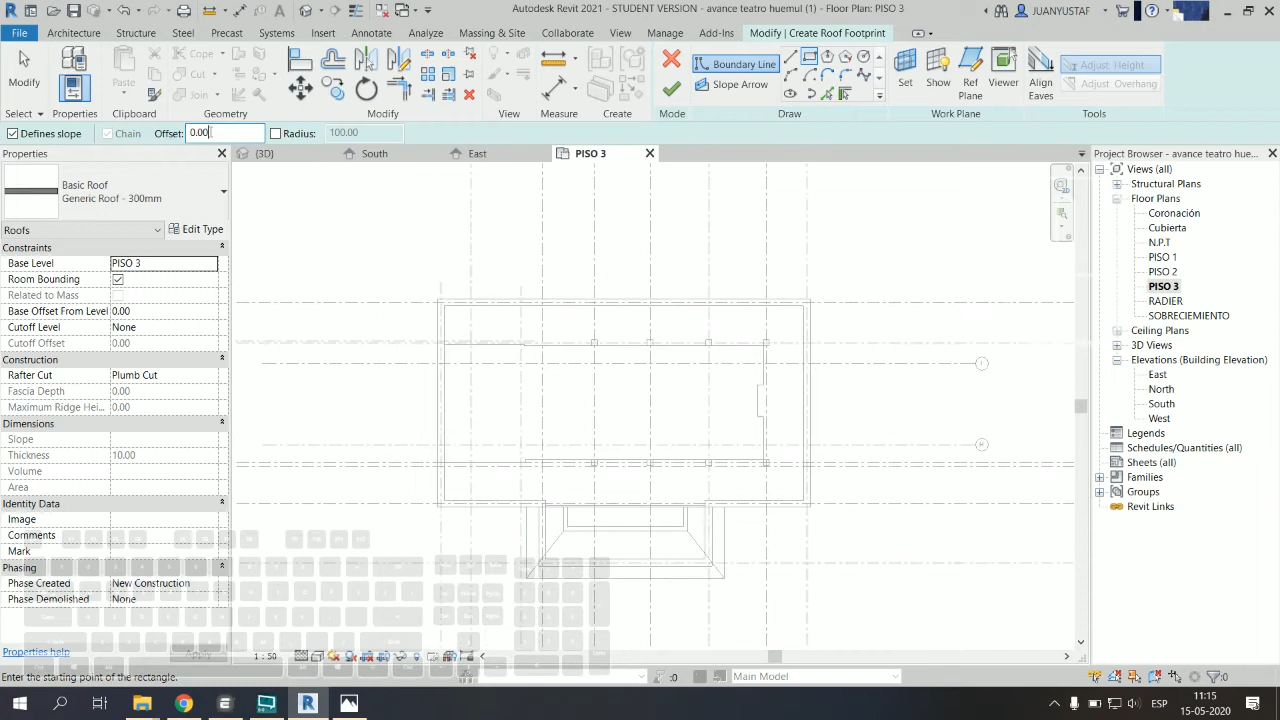 Autodesk Revit 2021 - STUDENT VERSION - avance teatro huemul (1) - Floor Plan: PISO 3
JUANYUSTAF
File Architecture Structure Steel Precast Systems Insert Annotate Analyze Massing & Site Collaborate View Manage Add-Ins Modify | Create Roof Footprint
Modify Paste Cope Cut Join Boundary Line Slope Arrow Set Show Ref Plane Viewer Align Eaves Adjust Height Adjust Overhang
Select Properties Clipboard Geometry Modify View Measure Create Mode Draw Work Plane Tools
Defines slope Chain Offset: 0.00 Radius: 100.00
Properties
(3D) South East PISO 3
Project Browser - avance teatro hue...
Basic Roof
Generic Roof - 300mm
Roofs Edit Type
Constraints
Base Level PISO 3
Room Bounding
Related to Mass
Base Offset From Level 0.00
Cutoff Level None
Cutoff Offset 0.00
Construction
Rafter Cut Plumb Cut
Fascia Depth 0.00
Maximum Ridge Hei... 0.00
Dimensions
Slope
Thickness 10.00
Volume
Area
Identity Data
Image
Comments
Mark
Phasing
Phase Created New Construction
Phase Demolished None
Properties help Apply
1 : 50
Views (all)
Structural Plans
Floor Plans
Coronación
Cubierta
N.P.T
PISO 1
PISO 2
PISO 3
RADIER
SOBRECIEMIENTO
Ceiling Plans
3D Views
Elevations (Building Elevation)
East
North
South
West
Legends
Schedules/Quantities (all)
Sheets (all)
Families
Groups
Revit Links
Enter the starting point of the rectangle.
:0 Main Model :0
ESP 11:15
15-05-2020